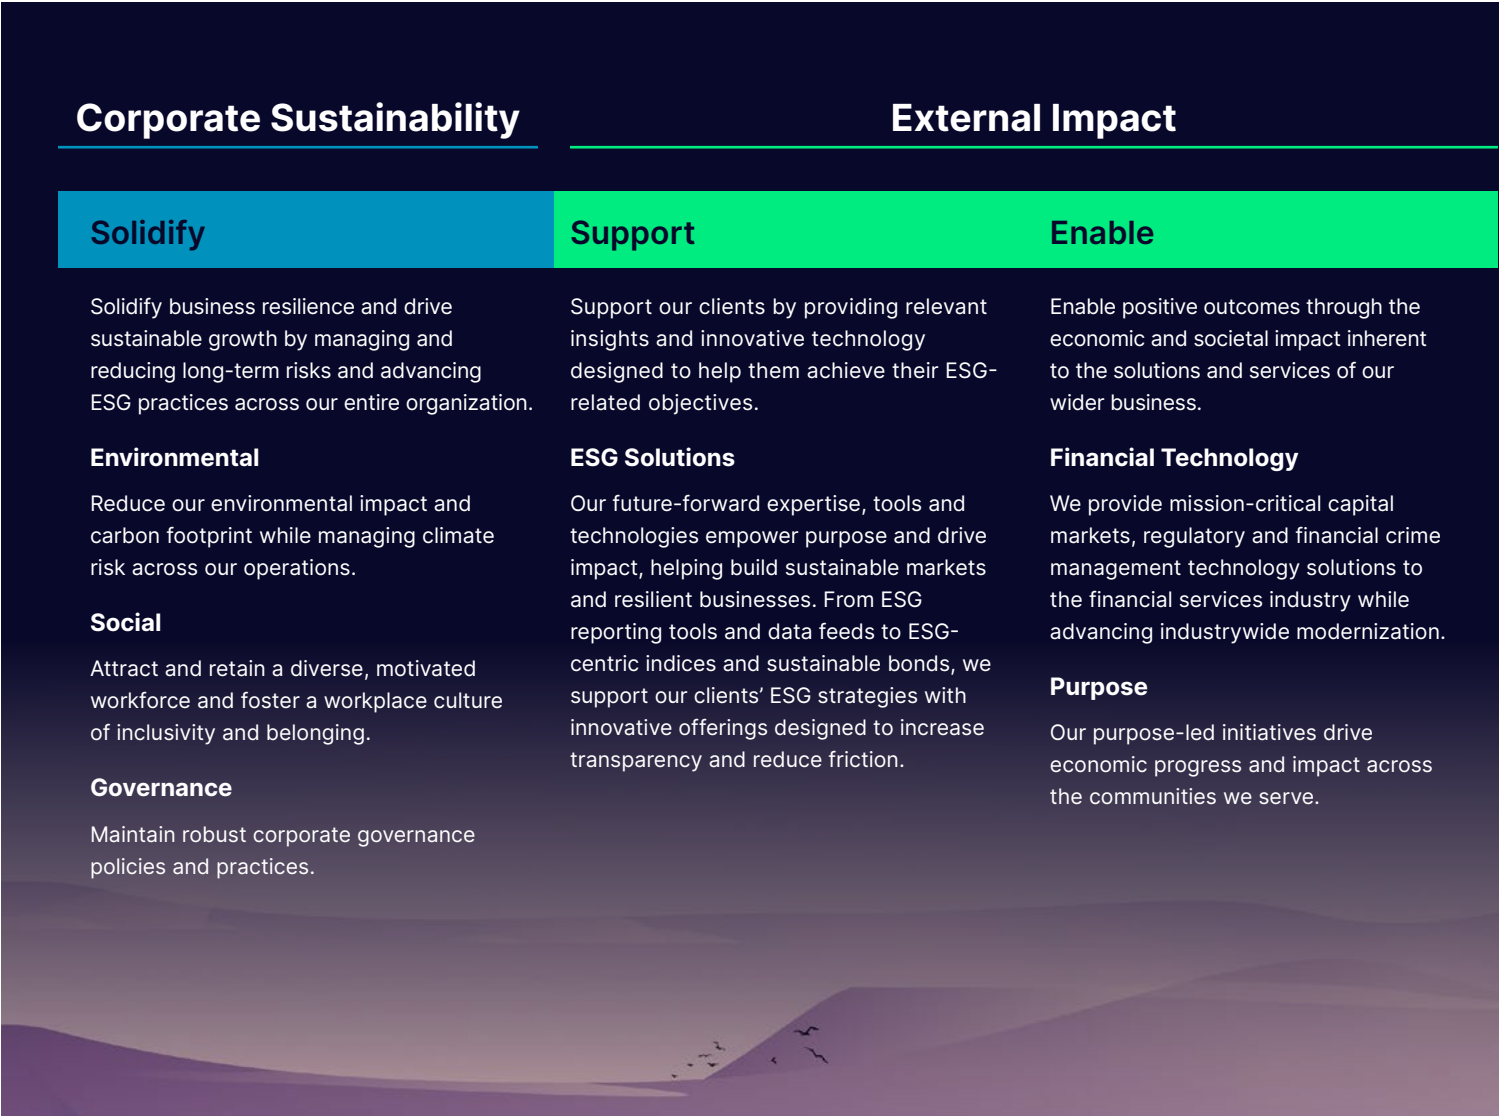 Corporate Sustainability
External Impact
Solidify
Solidify business resilience and drive
sustainable growth by managing and
reducing long-term risks and advancing
ESG practices across our entire organization.
Environmental
Reduce our environmental impact and
carbon footprint while managing climate
risk across our operations.
Social
Attract and retain a diverse, motivated
workforce and foster a workplace culture
of inclusivity and belonging.
Governance
Maintain robust corporate governance
policies and practices.
Support
Support our clients by providing relevant
insights and innovative technology
designed to help them achieve their ESG-
related objectives.
ESG Solutions
Our future-forward expertise, tools and
technologies empower purpose and drive
impact, helping build sustainable markets
and resilient businesses. From ESG
reporting tools and data feeds to ESG-
centric indices and sustainable bonds, we
support our clients’ ESG strategies with
innovative offerings designed to increase
transparency and reduce friction.
Enable
Enable positive outcomes through the
economic and societal impact inherent
to the solutions and services of our
wider business.
Financial Technology
We provide mission-critical capital
markets, regulatory and financial crime
management technology solutions to
the financial services industry while
advancing industrywide modernization.
Purpose
Our purpose-led initiatives drive
economic progress and impact across
the communities we serve.